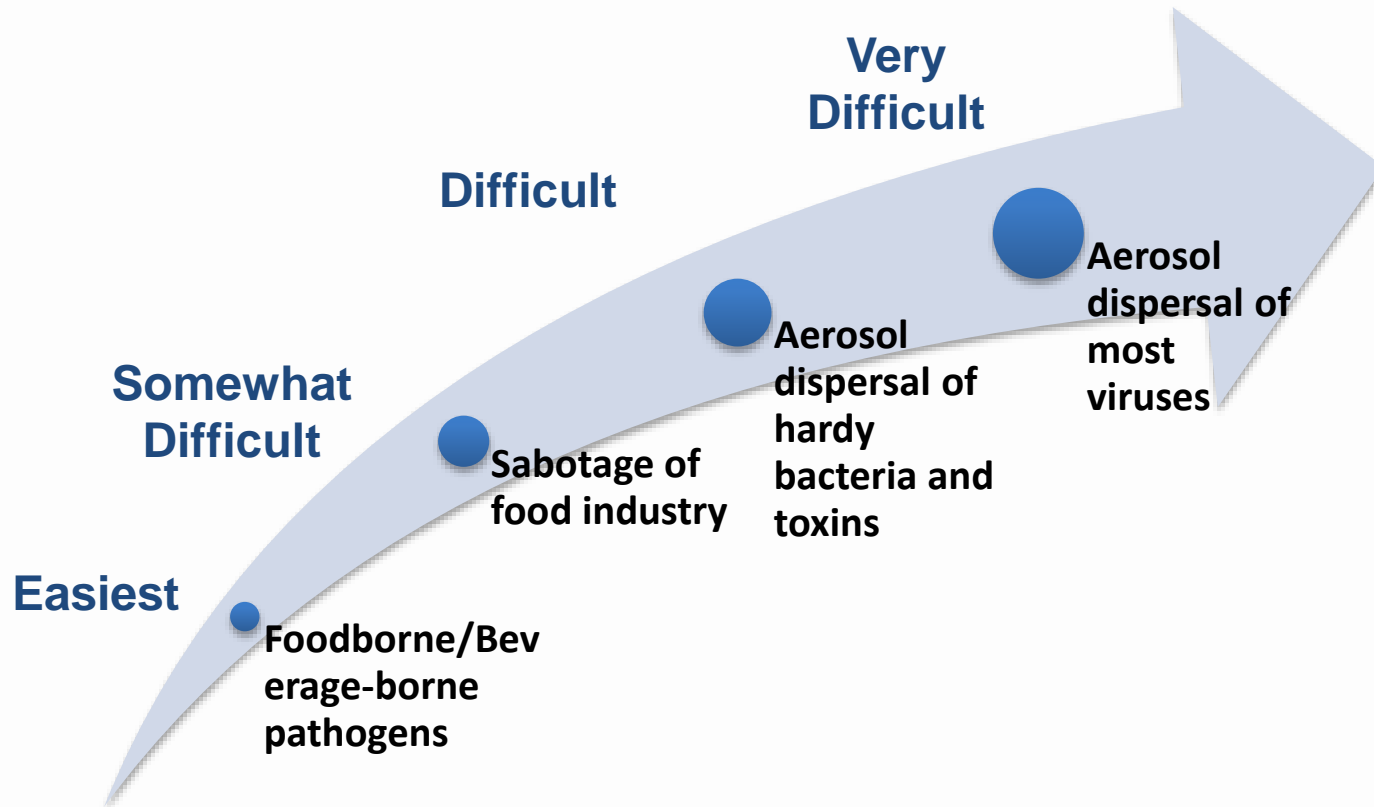 Very
Difficult
Difficult
Somewhat
Difficult
Easiest
Aerosol
dispersal of
most
viruses
Aerosol
dispersal of
hardy
bacteria and
toxins
Sabotage of
food industry
Foodborne/Bev
erage-borne
pathogens